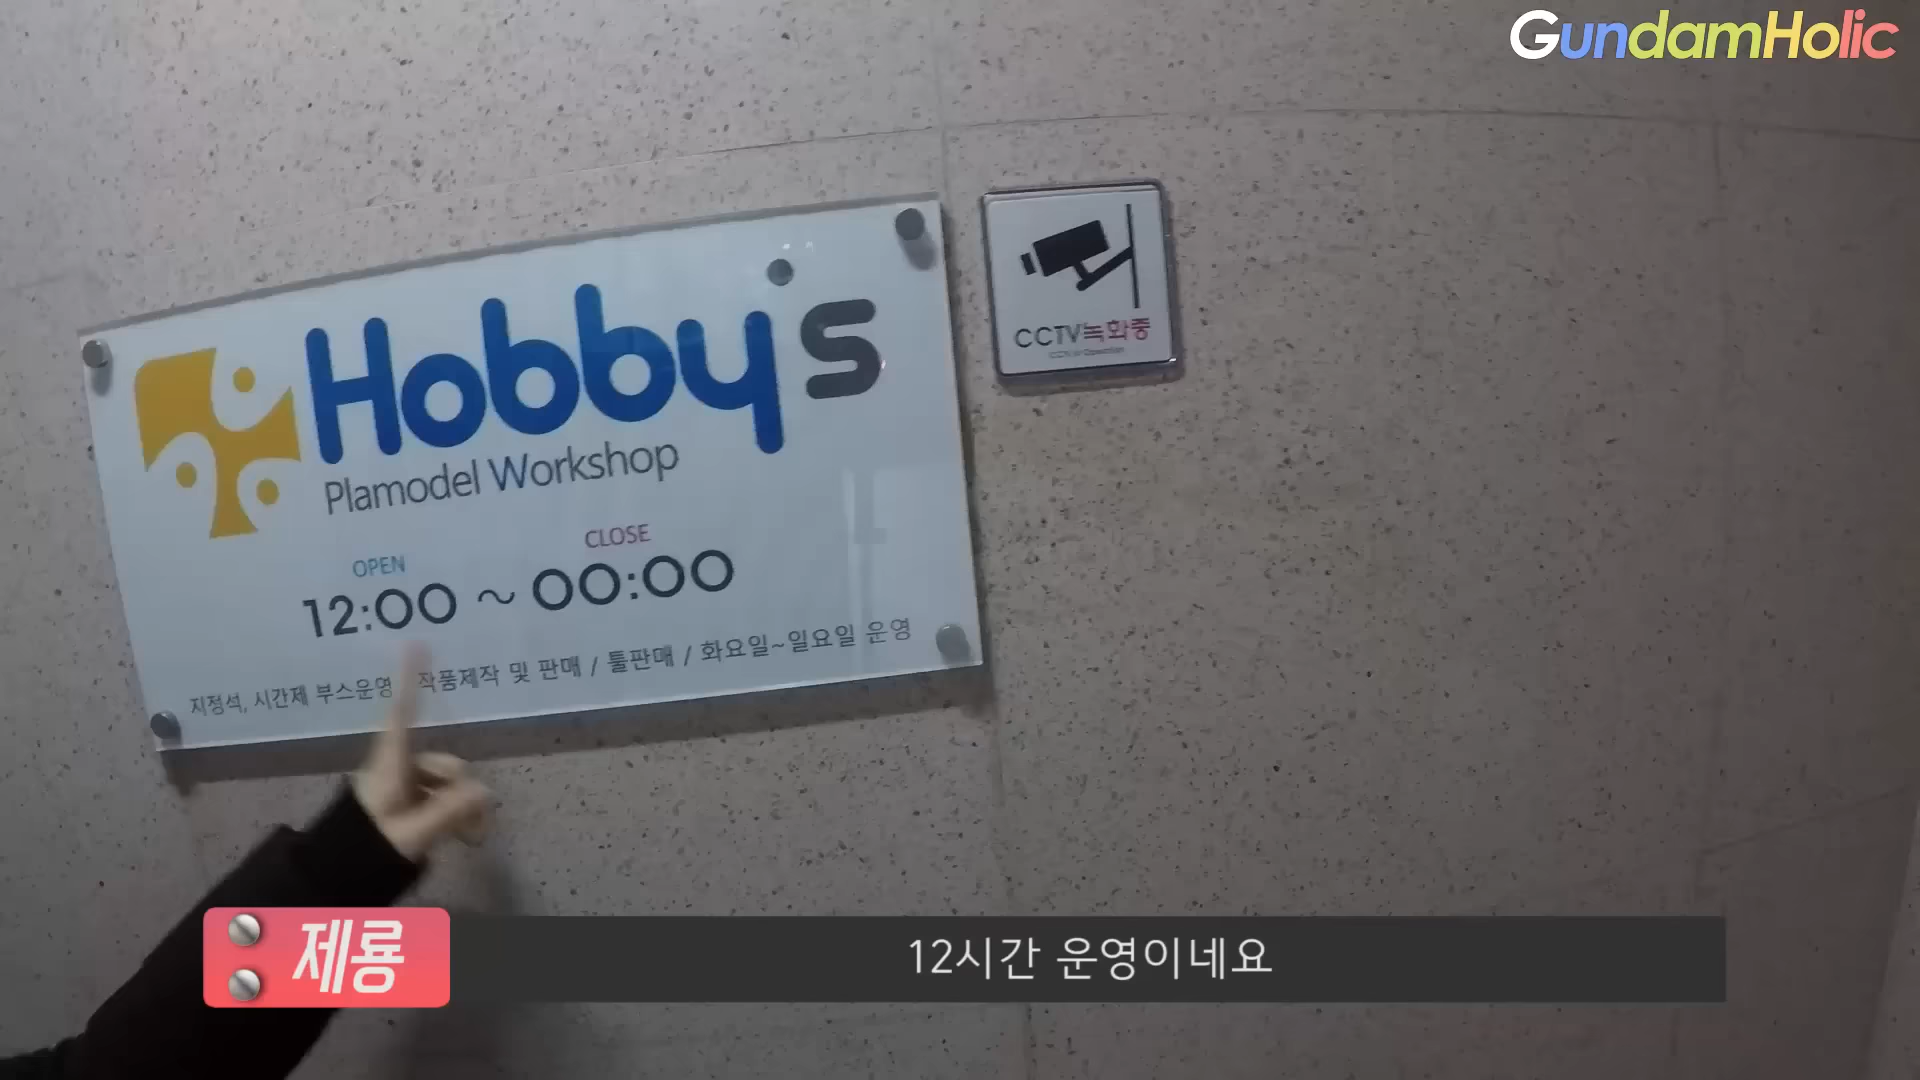 GundamHolic
Hobby's
Plamodel Workshop
OPEN
CLOSE
12:00 ~ 00:00
지정석, 시간제 부스운영 작품제작 및 판매 / 툴판매 / 화요일~일요일 운영
CCTV녹화중
제룡
12시간 운영이네요